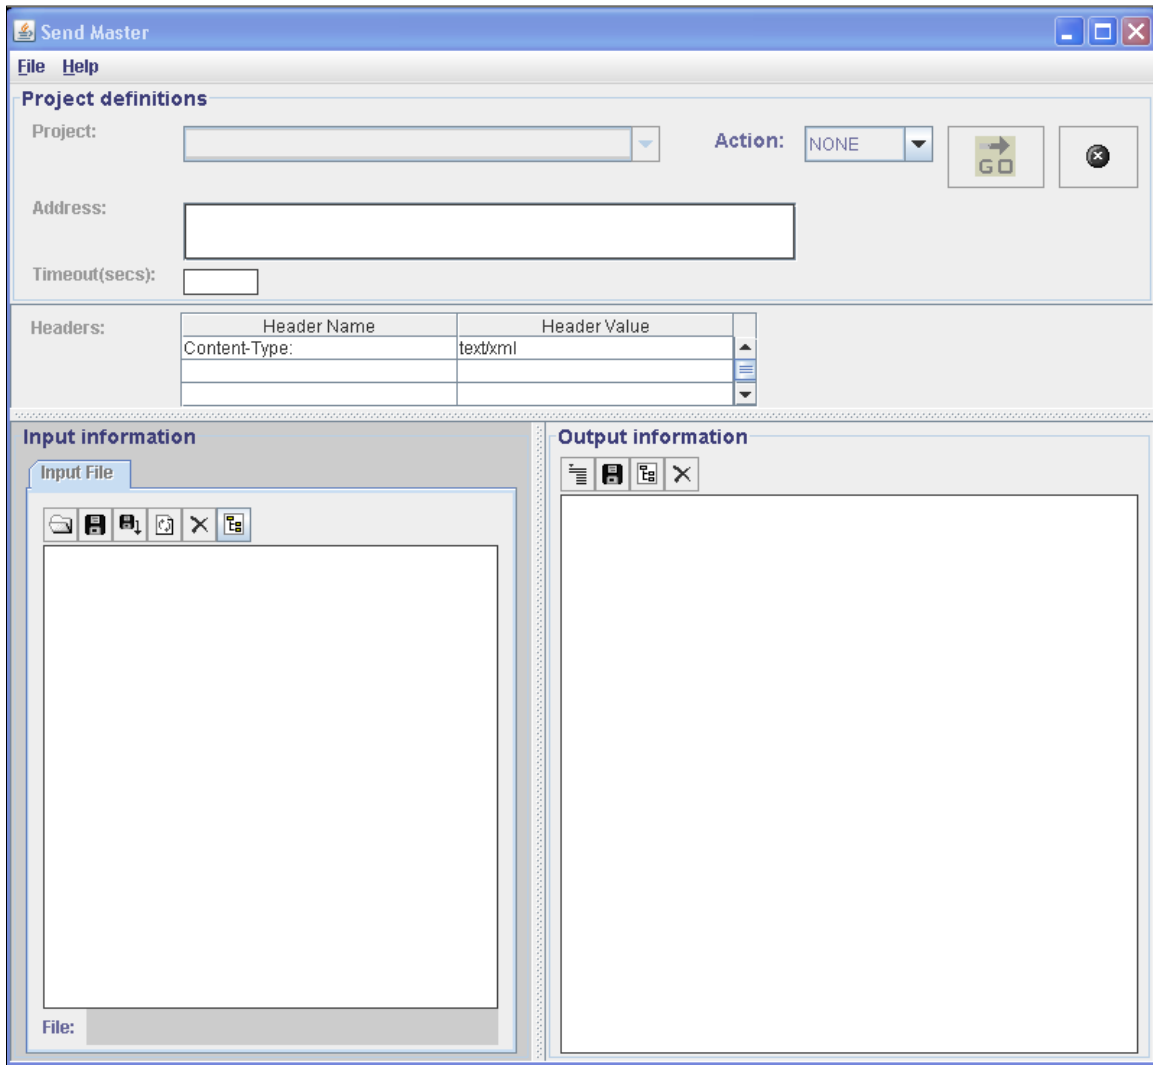 Send Master
File Help
Project definitions
Project:
Action: NONE GO
Address:
Timeout(secs):
Headers:
Header Name Header Value
Content-Type: text/xml
Input information
Input File
File:
Output information